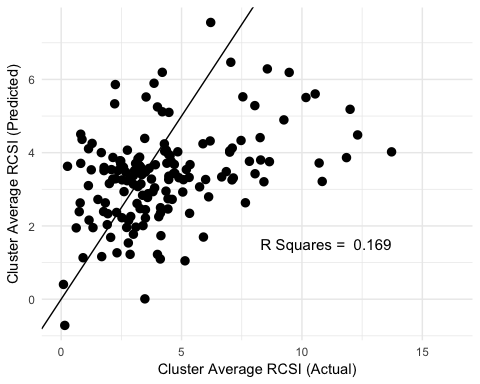 Cluster Average RCSI (Predicted)
6
4
2
0
R Squares =  0.169
0
5
10
15
Cluster Average RCSI (Actual)